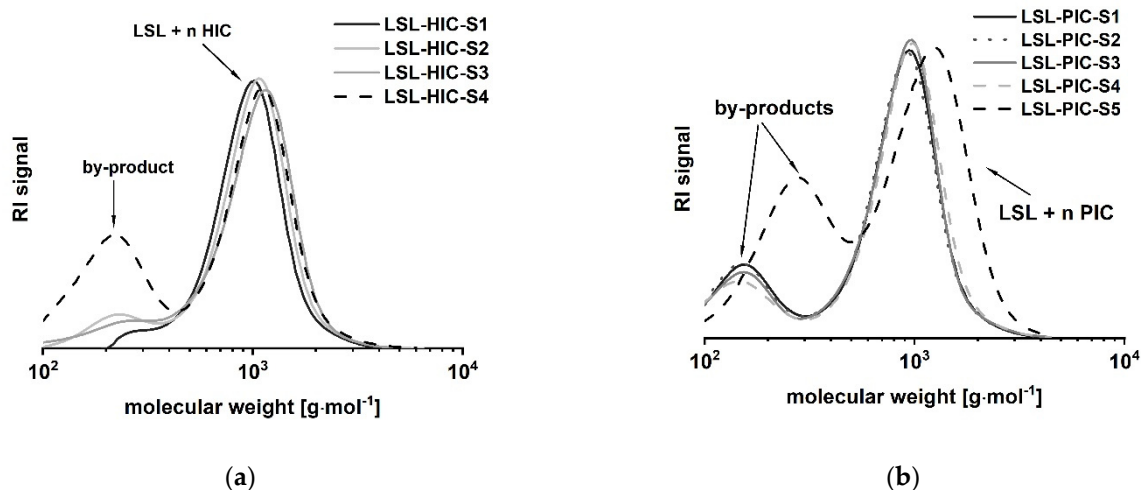 LSL + n HIC
LSL-HIC-S1
LSL-HIC-S2
LSL-HIC-S3
LSL-HIC-S4
by-product
RI signal
10²
10³
10⁴
molecular weight [g·mol⁻¹]
(a)
LSL-PIC-S1
LSL-PIC-S2
LSL-PIC-S3
LSL-PIC-S4
LSL-PIC-S5
by-products
LSL + n PIC
RI signal
10²
10³
10⁴
molecular weight [g·mol⁻¹]
(b)